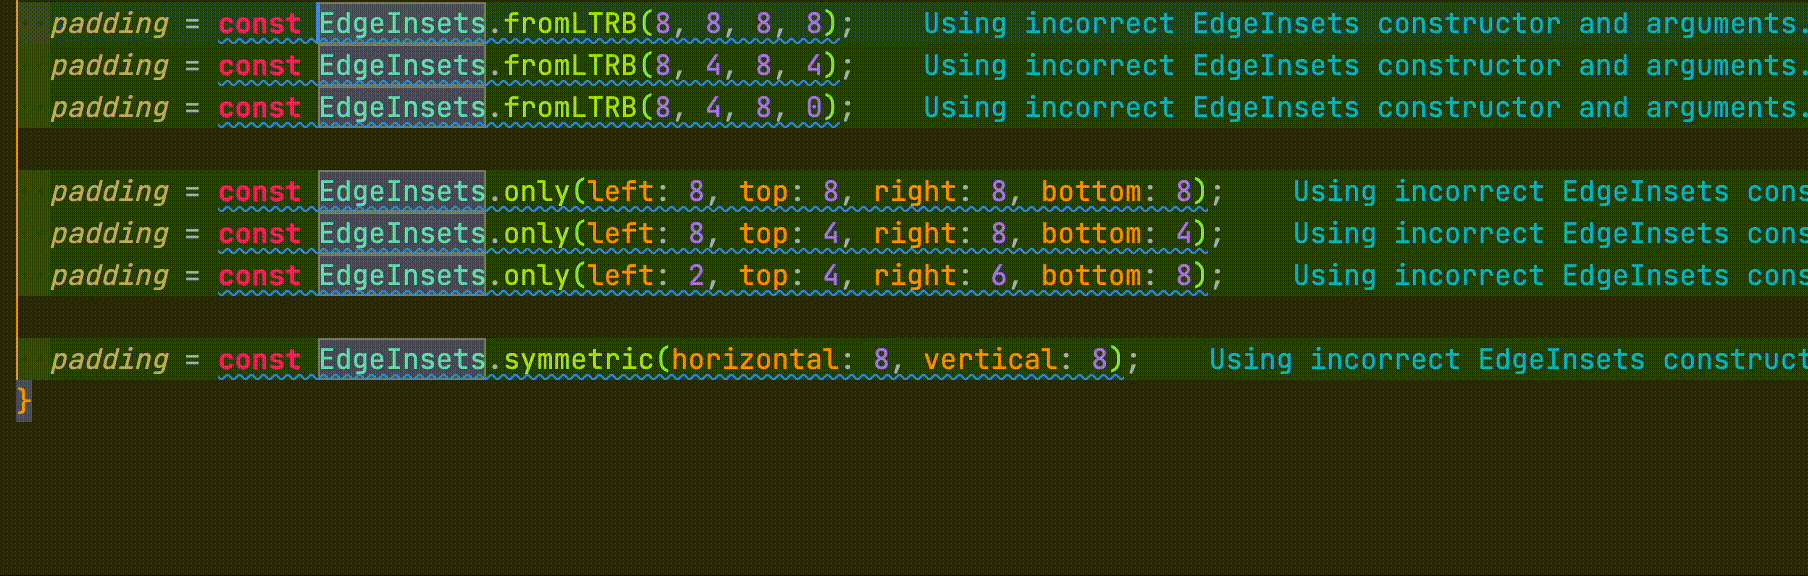 padding = const EdgeInsets.fromLTRB(8, 8, 8, 8);    Using incorrect EdgeInsets constructor and arguments.
padding = const EdgeInsets.fromLTRB(8, 4, 8, 4);    Using incorrect EdgeInsets constructor and arguments.
padding = const EdgeInsets.fromLTRB(8, 4, 8, 0);    Using incorrect EdgeInsets constructor and arguments.
padding = const EdgeInsets.only(left: 8, top: 8, right: 8, bottom: 8);    Using incorrect EdgeInsets cons
padding = const EdgeInsets.only(left: 8, top: 4, right: 8, bottom: 4);    Using incorrect EdgeInsets cons
padding = const EdgeInsets.only(left: 2, top: 4, right: 6, bottom: 8);    Using incorrect EdgeInsets cons
padding = const EdgeInsets.symmetric(horizontal: 8, vertical: 8);    Using incorrect EdgeInsets construct
}